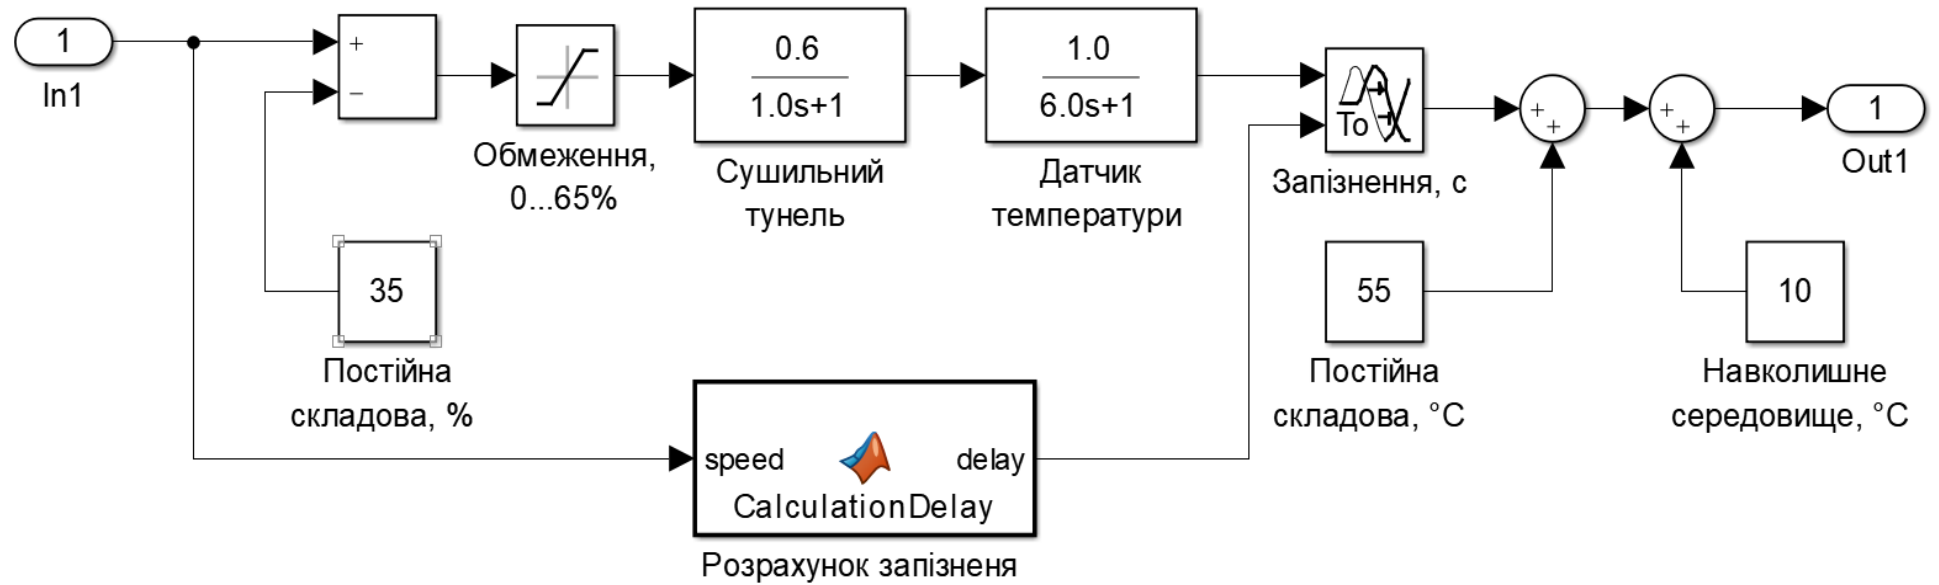 1
In1
+
−
Обмеження,
0...65%
0.6
1.0s+1
Сушильний
тунель
1.0
6.0s+1
Датчик
температури
To
Запізнення, с
+
+
+
+
1
Out1
35
Постійна
складова, %
55
Постійна
складова, °C
10
Навколишне
середовище, °C
speed
delay
CalculationDelay
Розрахунок запізненя